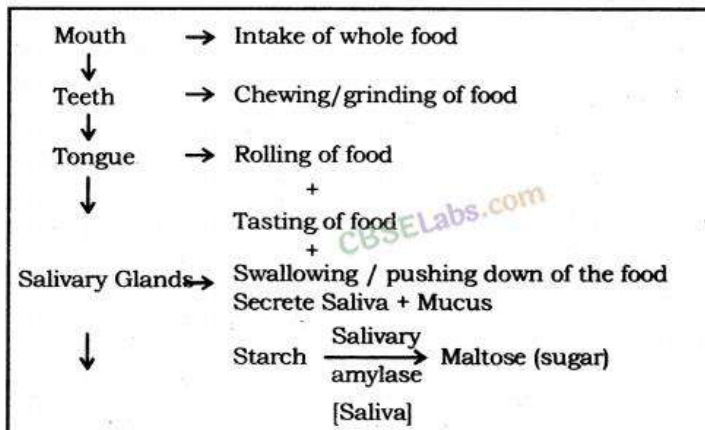 Mouth → Intake of whole food
↓
Teeth → Chewing/grinding of food
↓
Tongue → Rolling of food
↓ +
Tasting of food
+
CBSELabs.com
Salivary Glands → Swallowing / pushing down of the food
Secrete Saliva + Mucus
Salivary
↓ Starch → Maltose (sugar)
amylase
[Saliva]